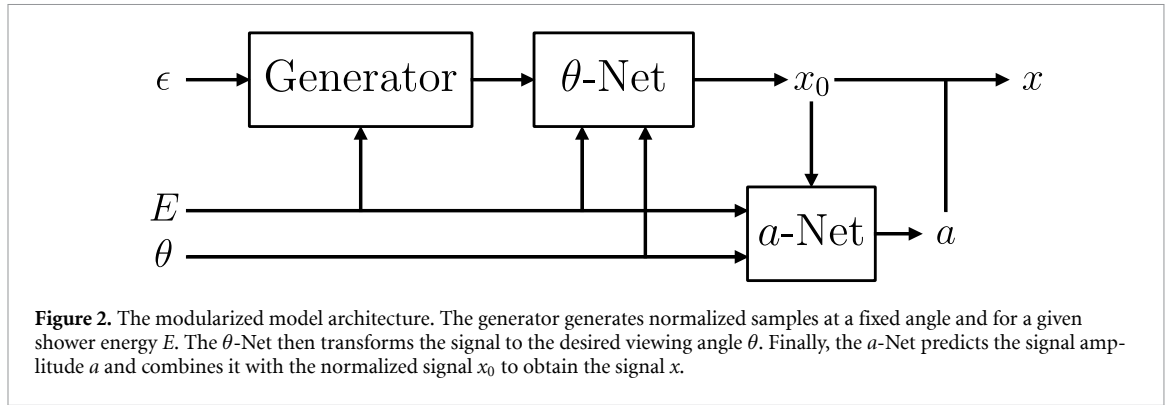 ϵ Generator θ-Net x₀ x
E
θ a-Net a
Figure 2. The modularized model architecture. The generator generates normalized samples at a fixed angle and for a given
shower energy E. The θ-Net then transforms the signal to the desired viewing angle θ. Finally, the a-Net predicts the signal amp-
litude a and combines it with the normalized signal x₀ to obtain the signal x.